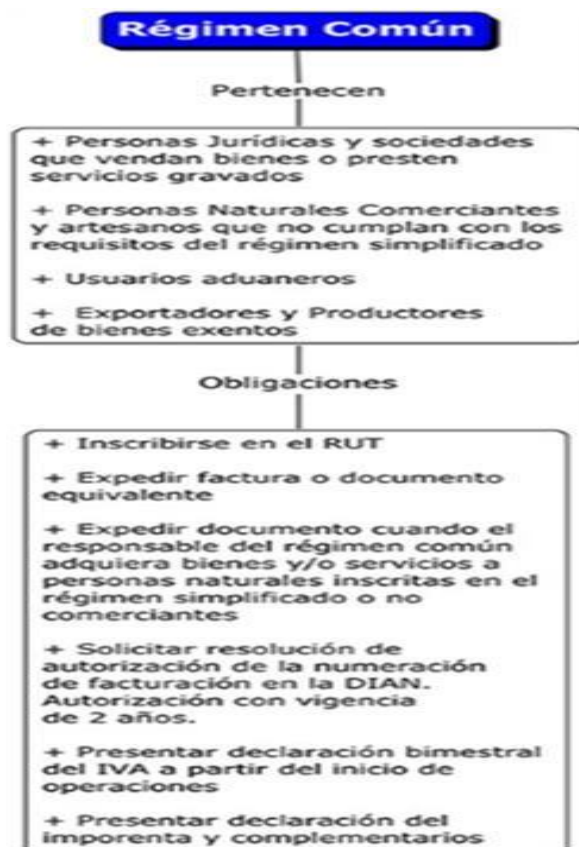 Régimen Común
Pertenecen
+ Personas Jurídicas y sociedades
que vendan bienes o presten
servicios gravados
+ Personas Naturales Comerciantes
y artesanos que no cumplan con los
requisitos del régimen simplificado
+ Usuarios aduaneros
+ Exportadores y Productores
de bienes exentos
Obligaciones
+ Inscribirse en el RUT
+ Expedir factura o documento
equivalente
+ Expedir documento cuando el
responsable del régimen común
adquiera bienes y/o servicios a
personas naturales inscritas en el
régimen simplificado o no
comerciantes
+ Solicitar resolución de
autorización de la numeración
de facturación en la DIAN.
Autorización con vigencia
de 2 años.
+ Presentar declaración bimestral
del IVA a partir del inicio de
operaciones
+ Presentar declaración del
imporenta y complementarios